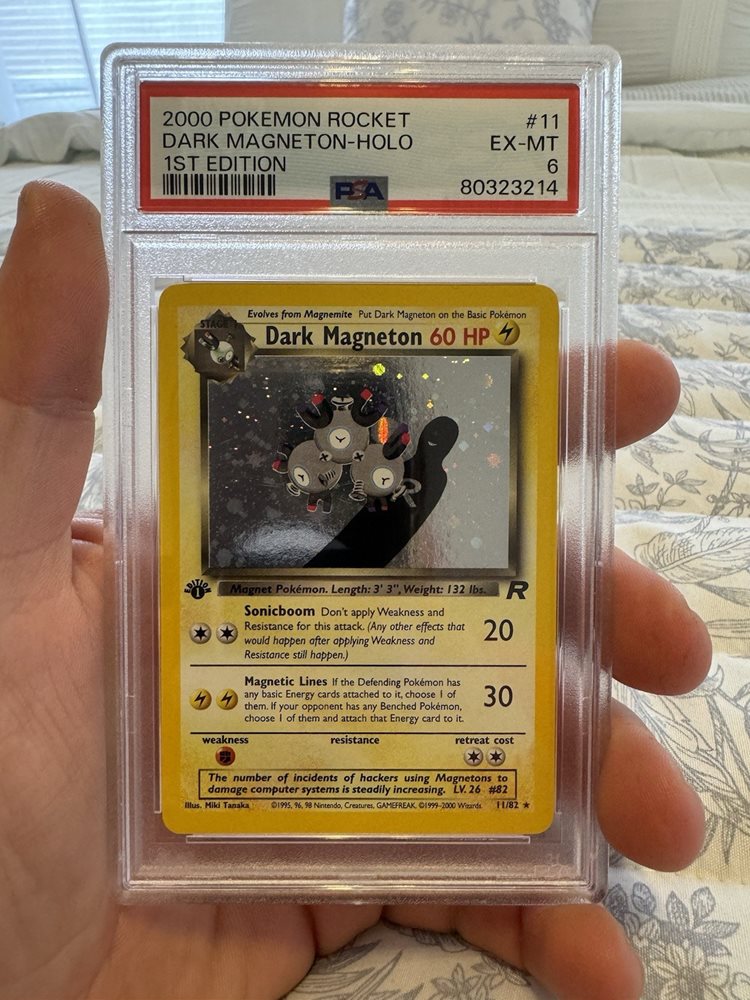 2000 POKEMON ROCKET #11
DARK MAGNETON-HOLO EX-MT
1ST EDITION 6
PSA 80323214
Evolves from Magnemite Put Dark Magneton on the Basic Pokémon
STAGE 1
Dark Magneton 60 HP
EDITION 1
Magnet Pokémon. Length: 3' 3", Weight: 132 lbs. R
Sonicboom Don't apply Weakness and
Resistance for this attack. (Any other effects that
would happen after applying Weakness and
Resistance still happen.) 20
Magnetic Lines If the Defending Pokémon has
any basic Energy cards attached to it, choose 1 of
them. If your opponent has any Benched Pokémon,
choose 1 of them and attach that Energy card to it. 30
weakness resistance retreat cost
The number of incidents of hackers using Magnetons to
damage computer systems is steadily increasing. LV. 26 #82
Illus. Miki Tanaka ©1995, 96, 98 Nintendo, Creatures, GAMEFREAK. ©1999-2000 Wizards. 11/82 ★